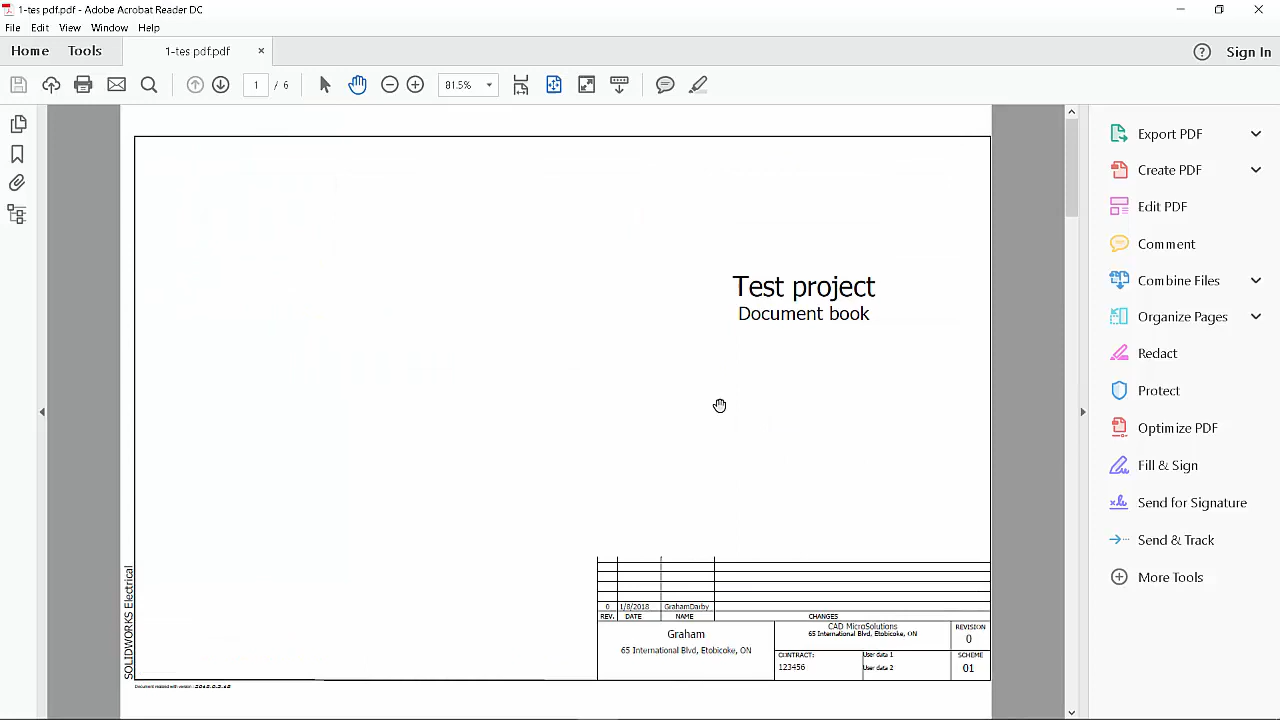 1-tes pdf.pdf - Adobe Acrobat Reader DC
File Edit View Window Help
Home Tools 1-tes pdf.pdf × Sign In
1 / 6 81.5%
Export PDF
Create PDF
Edit PDF
Comment
Combine Files
Organize Pages
Redact
Protect
Optimize PDF
Fill & Sign
Send for Signature
Send & Track
More Tools
Test project
Document book
SOLIDWORKS Electrical
0 1/8/2018 GrahamDarby
REV. DATE NAME CHANGES
Graham
65 International Blvd, Etobicoke, ON
CAD MicroSolutions
65 International Blvd, Etobicoke, ON
REVISION
0
CONTRACT:
123456
User data 1
User data 2
SCHEME
01
Document realized with version :